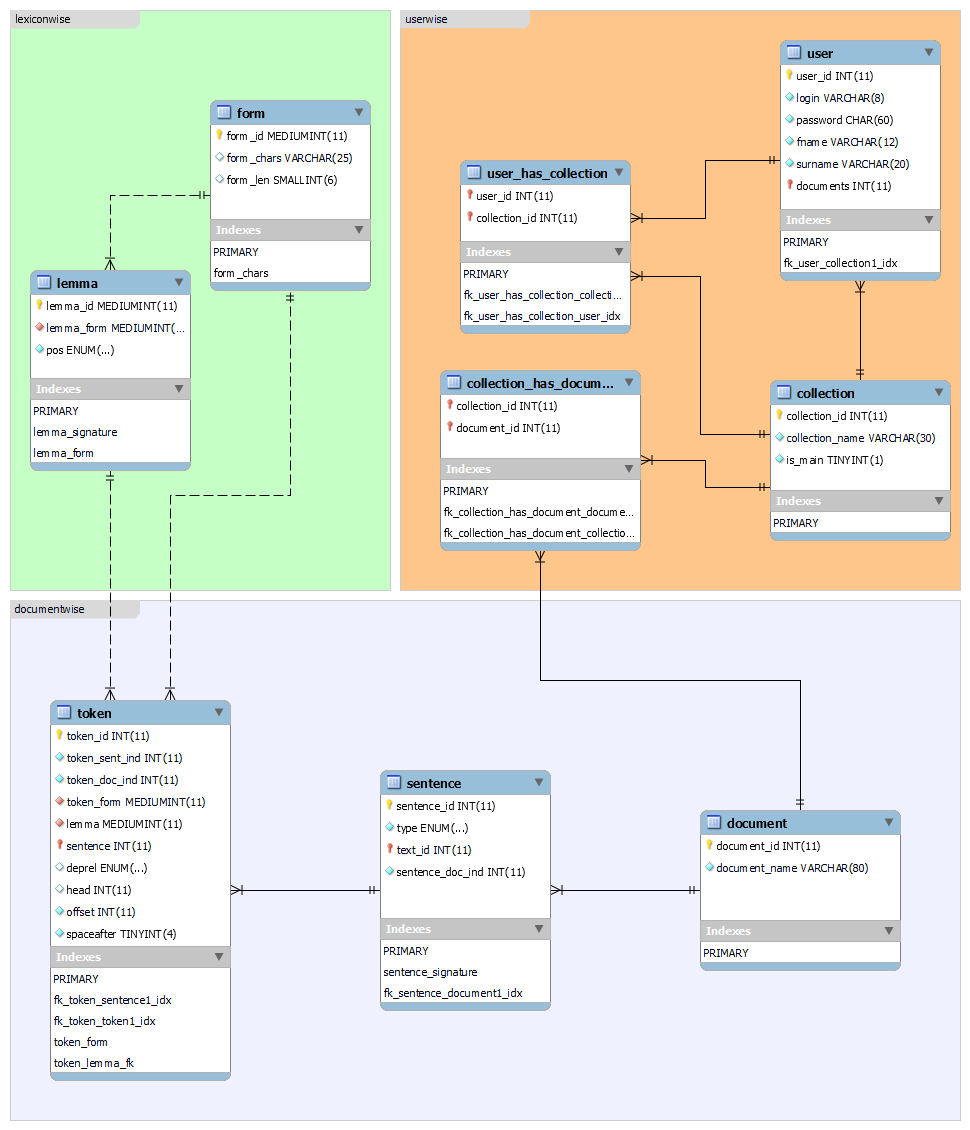 lexiconwise
form
form_id MEDIUMINT(11)
form_chars VARCHAR(25)
form_len SMALLINT(6)
Indexes
PRIMARY
form_chars
lemma
lemma_id MEDIUMINT(11)
lemma_form MEDIUMINT(...
pos ENUM(...)
Indexes
PRIMARY
lemma_signature
lemma_form
userwise
user
user_id INT(11)
login VARCHAR(8)
password CHAR(60)
fname VARCHAR(12)
surname VARCHAR(20)
documents INT(11)
Indexes
PRIMARY
fk_user_collection1_idx
user_has_collection
user_id INT(11)
collection_id INT(11)
Indexes
PRIMARY
fk_user_has_collection_collecti...
fk_user_has_collection_user_idx
collection_has_docum...
collection_id INT(11)
document_id INT(11)
Indexes
PRIMARY
fk_collection_has_document_docume...
fk_collection_has_document_collectio...
collection
collection_id INT(11)
collection_name VARCHAR(30)
is_main TINYINT(1)
Indexes
PRIMARY
documentwise
token
token_id INT(11)
token_sent_ind INT(11)
token_doc_ind INT(11)
token_form MEDIUMINT(11)
lemma MEDIUMINT(11)
sentence INT(11)
deprel ENUM(...)
head INT(11)
offset INT(11)
spaceafter TINYINT(4)
Indexes
PRIMARY
fk_token_sentence1_idx
fk_token_token1_idx
token_form
token_lemma_fk
sentence
sentence_id INT(11)
type ENUM(...)
text_id INT(11)
sentence_doc_ind INT(11)
Indexes
PRIMARY
sentence_signature
fk_sentence_document1_idx
document
document_id INT(11)
document_name VARCHAR(80)
Indexes
PRIMARY